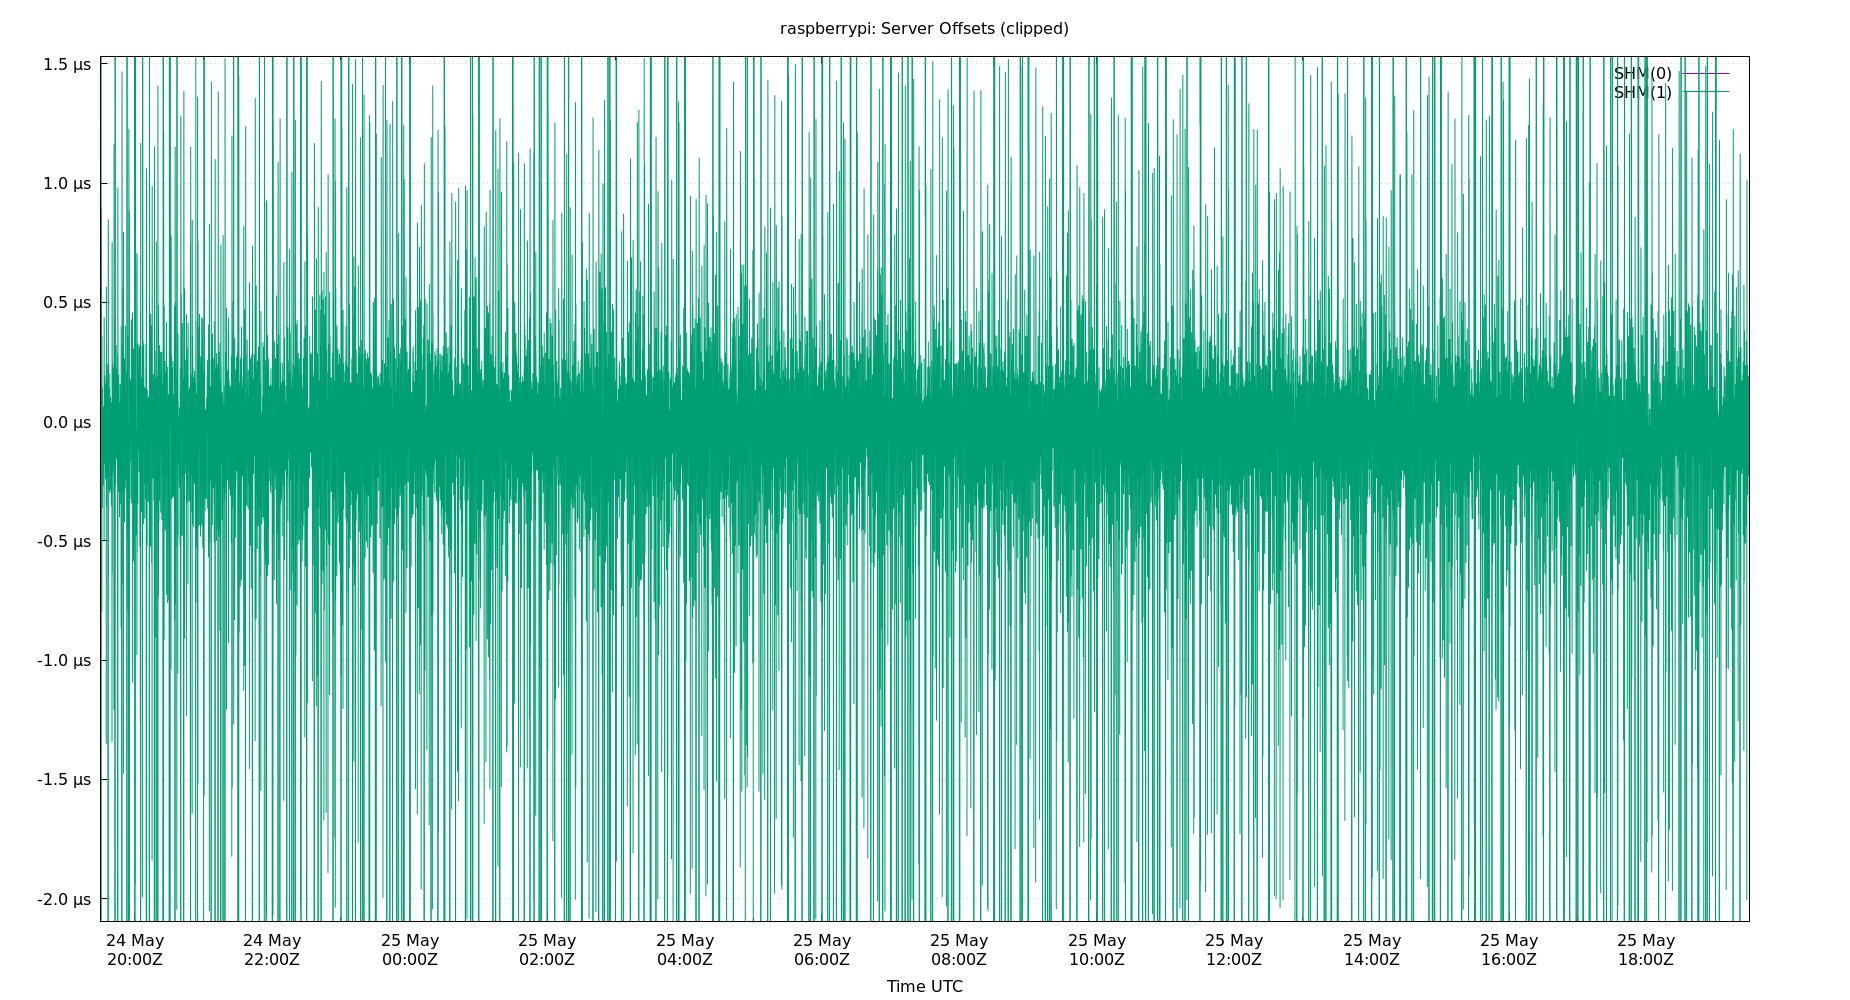 raspberrypi: Server Offsets (clipped)
1.5 µs
1.0 µs
0.5 µs
0.0 µs
-0.5 µs
-1.0 µs
-1.5 µs
-2.0 µs
SHM(0)
SHM(1)
24 May 24 May 25 May 25 May 25 May 25 May 25 May 25 May 25 May 25 May 25 May 25 May
20:00Z 22:00Z 00:00Z 02:00Z 04:00Z 06:00Z 08:00Z 10:00Z 12:00Z 14:00Z 16:00Z 18:00Z
Time UTC